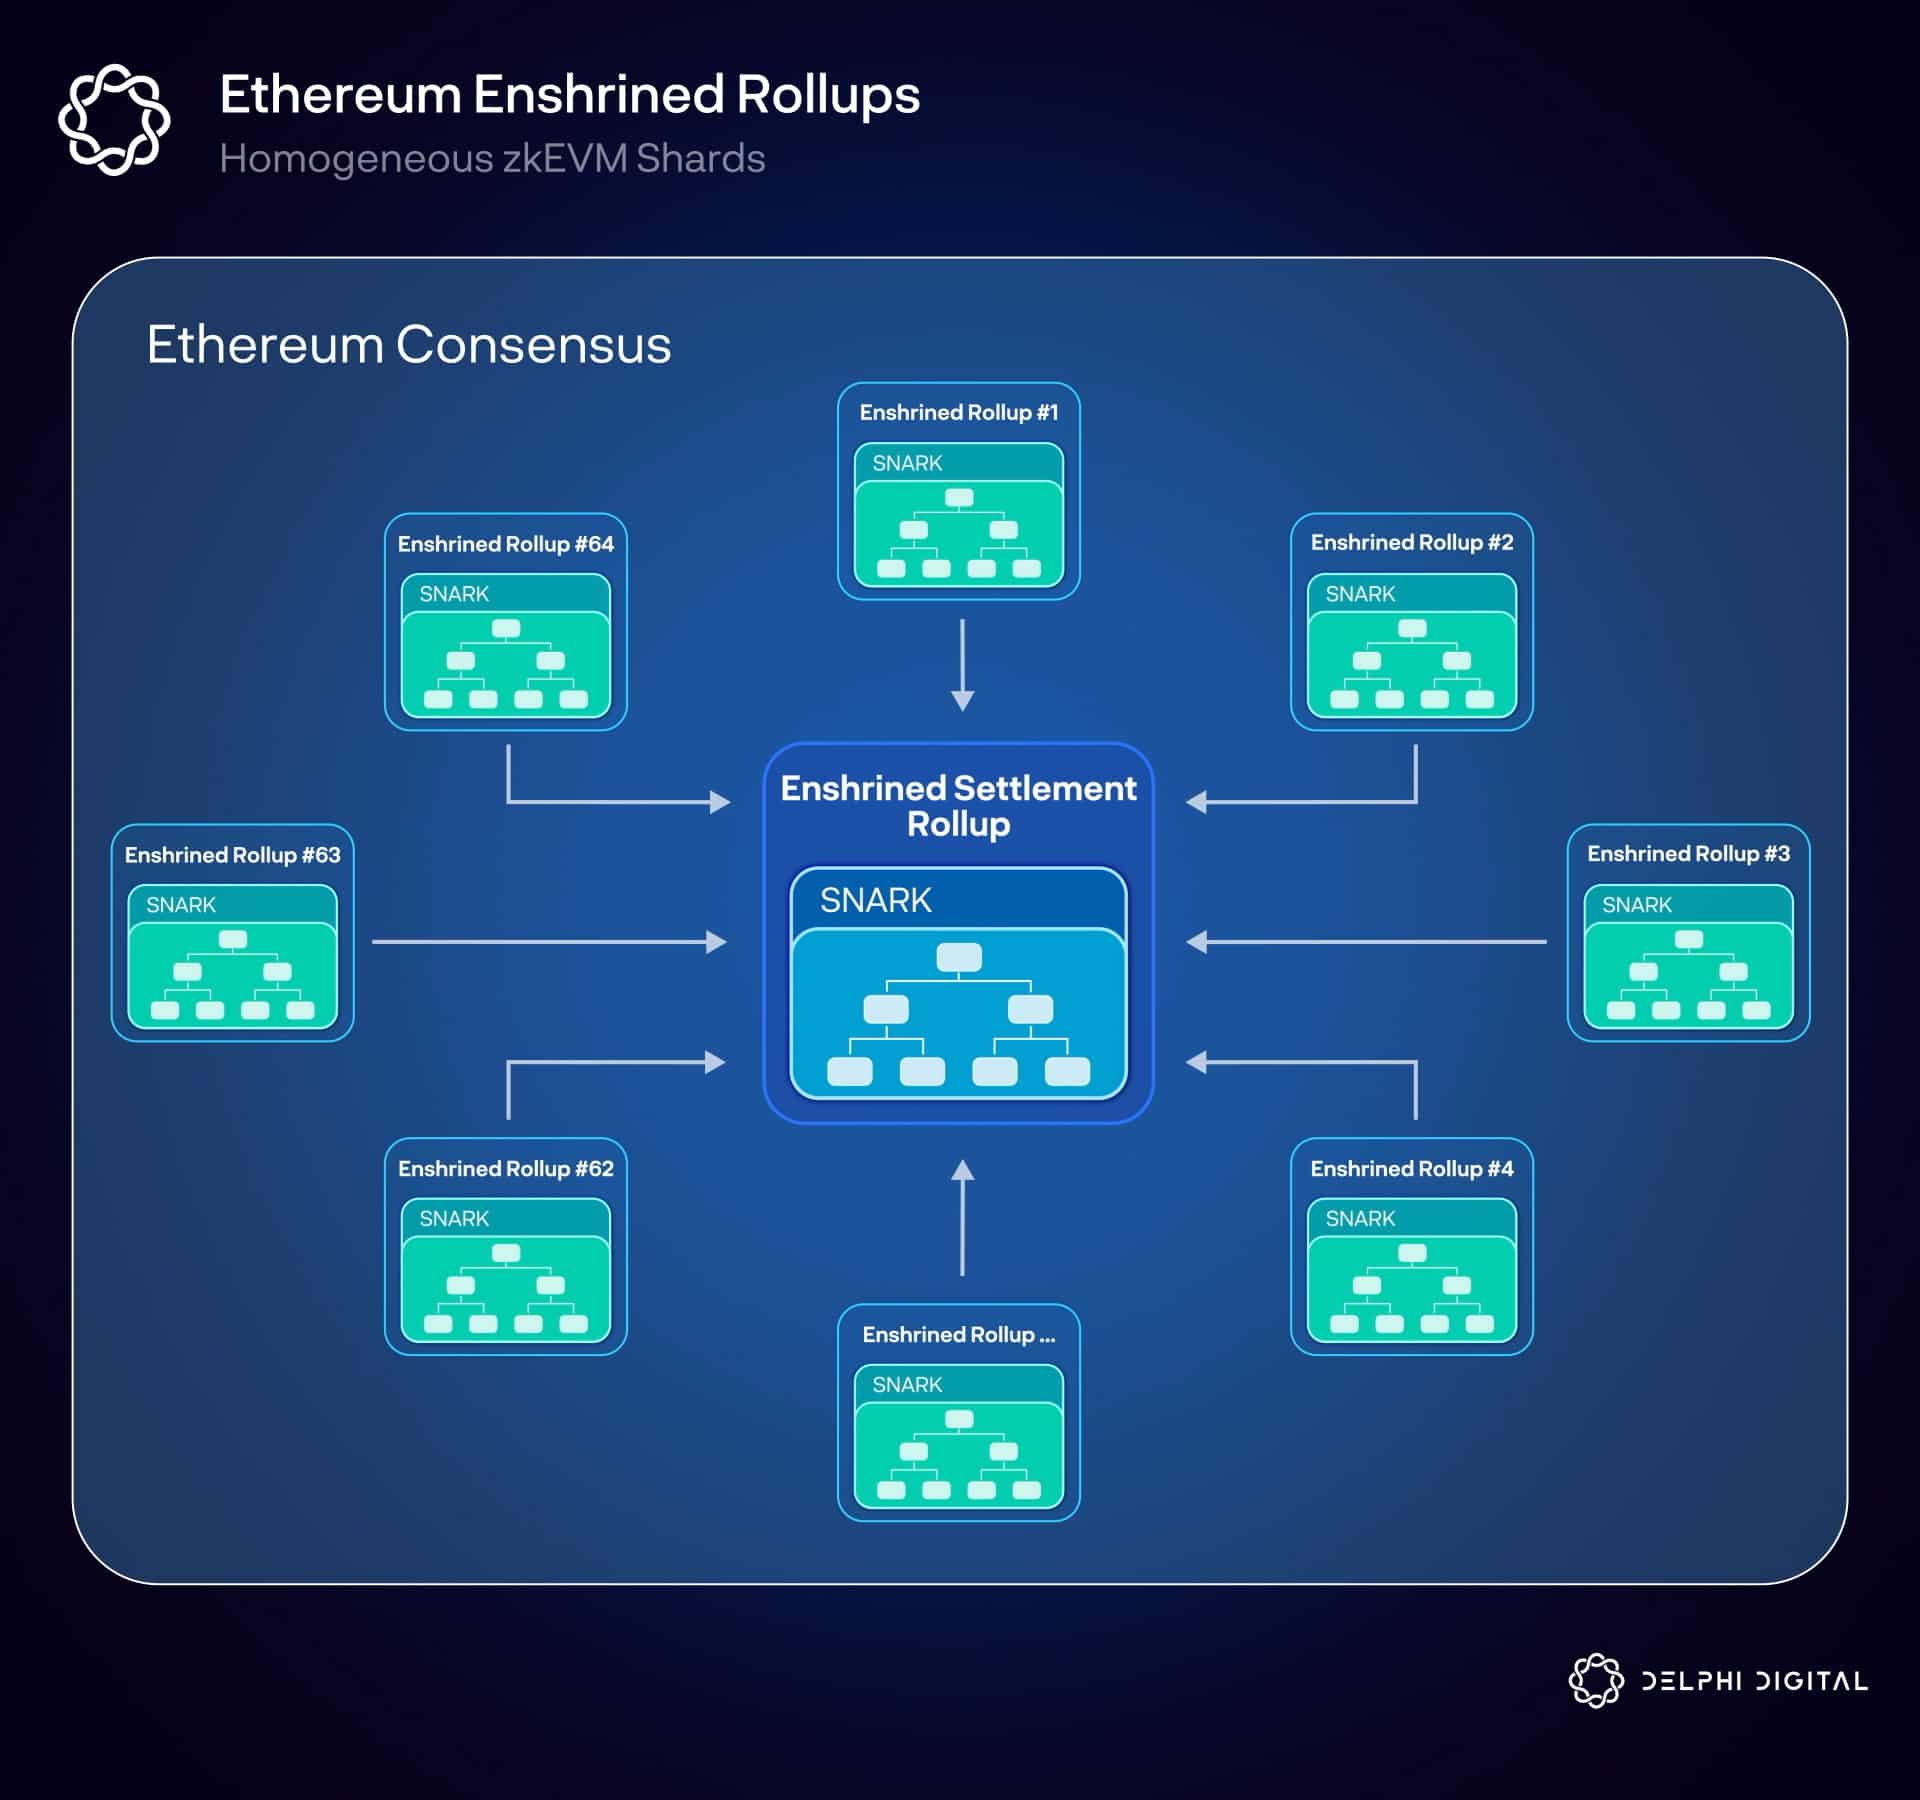 Ethereum Enshrined Rollups
Homogeneous zkEVM Shards
Ethereum Consensus
Enshrined Rollup #1
SNARK
Enshrined Rollup #64
SNARK
Enshrined Rollup #2
SNARK
Enshrined Settlement
Rollup
SNARK
Enshrined Rollup #63
SNARK
Enshrined Rollup #3
SNARK
Enshrined Rollup #62
SNARK
Enshrined Rollup #4
SNARK
Enshrined Rollup ...
SNARK
DELPHI DIGITAL